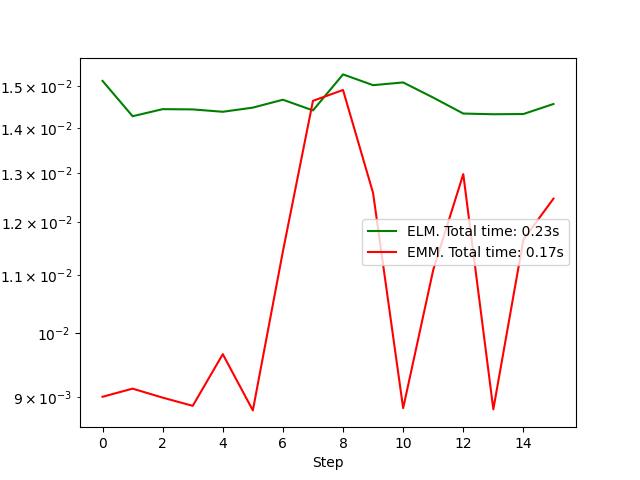 1.5 × 10⁻²
1.4 × 10⁻²
1.3 × 10⁻²
1.2 × 10⁻²
1.1 × 10⁻²
10⁻²
9 × 10⁻³
ELM. Total time: 0.23s
EMM. Total time: 0.17s
0 2 4 6 8 10 12 14
Step